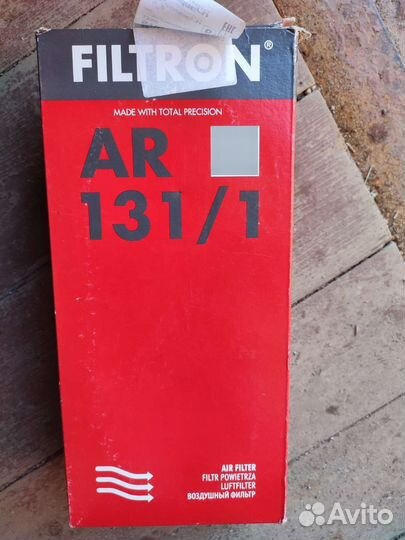 FILTRON®
MADE WITH TOTAL PRECISION
AR
131/1
AIR FILTER
FILTR POWIETRZA
LUFTFILTER
ВОЗДУШНЫЙ ФИЛЬТР
Avito